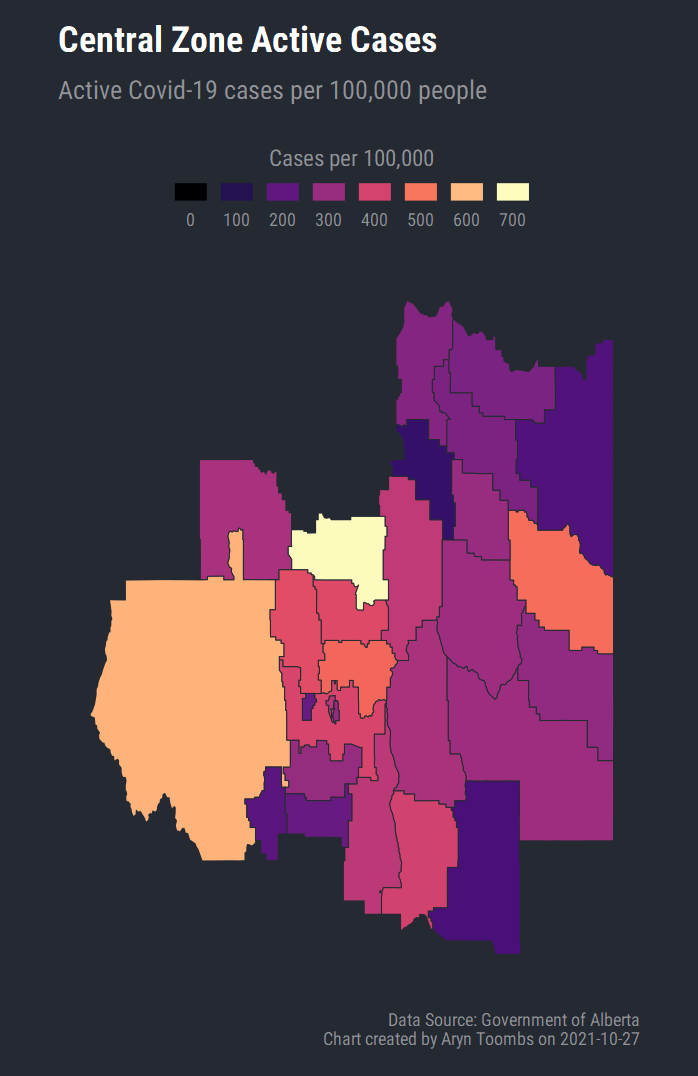 Central Zone Active Cases
Active Covid-19 cases per 100,000 people
Cases per 100,000
0 100 200 300 400 500 600 700
Data Source: Government of Alberta
Chart created by Aryn Toombs on 2021-10-27